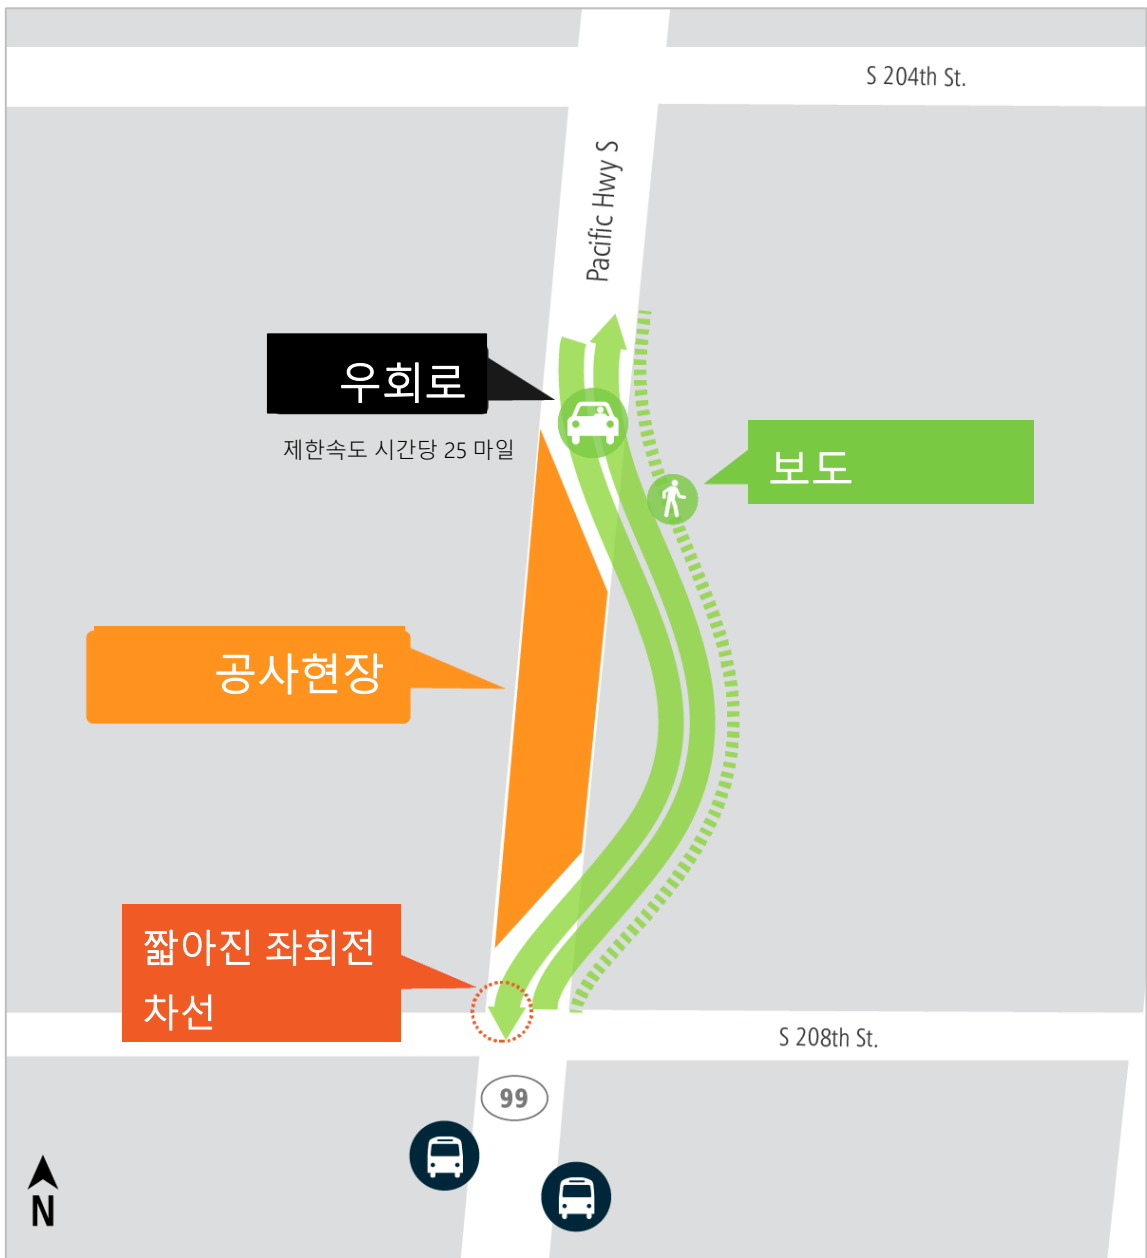 S 204th St.
Pacific Hwy S
우회로
제한속도 시간당 25 마일
보도
공사현장
짧아진 좌회전
차선
S 208th St.
99
N